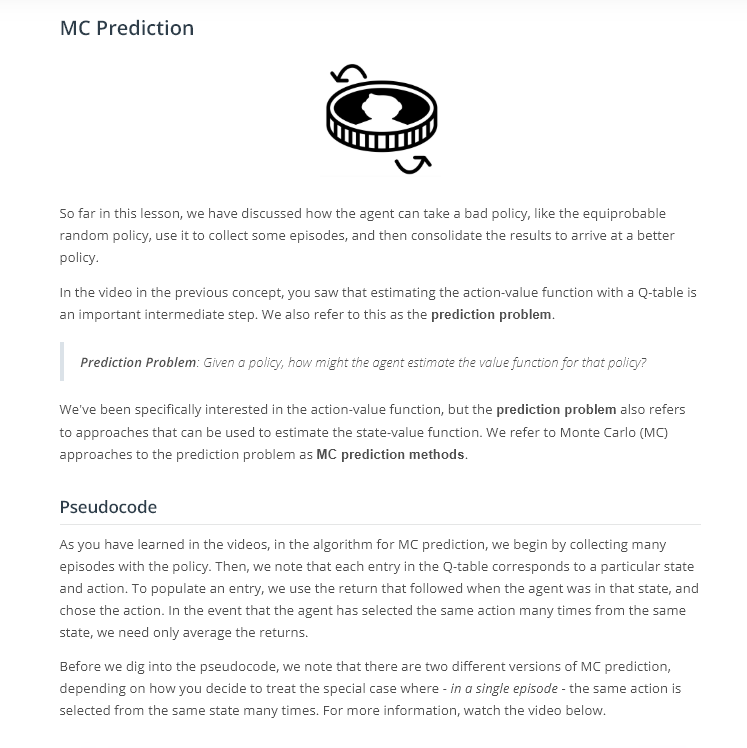 MC Prediction
So far in this lesson, we have discussed how the agent can take a bad policy, like the equiprobable
random policy, use it to collect some episodes, and then consolidate the results to arrive at a better
policy.
In the video in the previous concept, you saw that estimating the action-value function with a Q-table is
an important intermediate step. We also refer to this as the prediction problem.
Prediction Problem: Given a policy, how might the agent estimate the value function for that policy?
We've been specifically interested in the action-value function, but the prediction problem also refers
to approaches that can be used to estimate the state-value function. We refer to Monte Carlo (MC)
approaches to the prediction problem as MC prediction methods.
Pseudocode
As you have learned in the videos, in the algorithm for MC prediction, we begin by collecting many
episodes with the policy. Then, we note that each entry in the Q-table corresponds to a particular state
and action. To populate an entry, we use the return that followed when the agent was in that state, and
chose the action. In the event that the agent has selected the same action many times from the same
state, we need only average the returns.
Before we dig into the pseudocode, we note that there are two different versions of MC prediction,
depending on how you decide to treat the special case where - in a single episode - the same action is
selected from the same state many times. For more information, watch the video below.